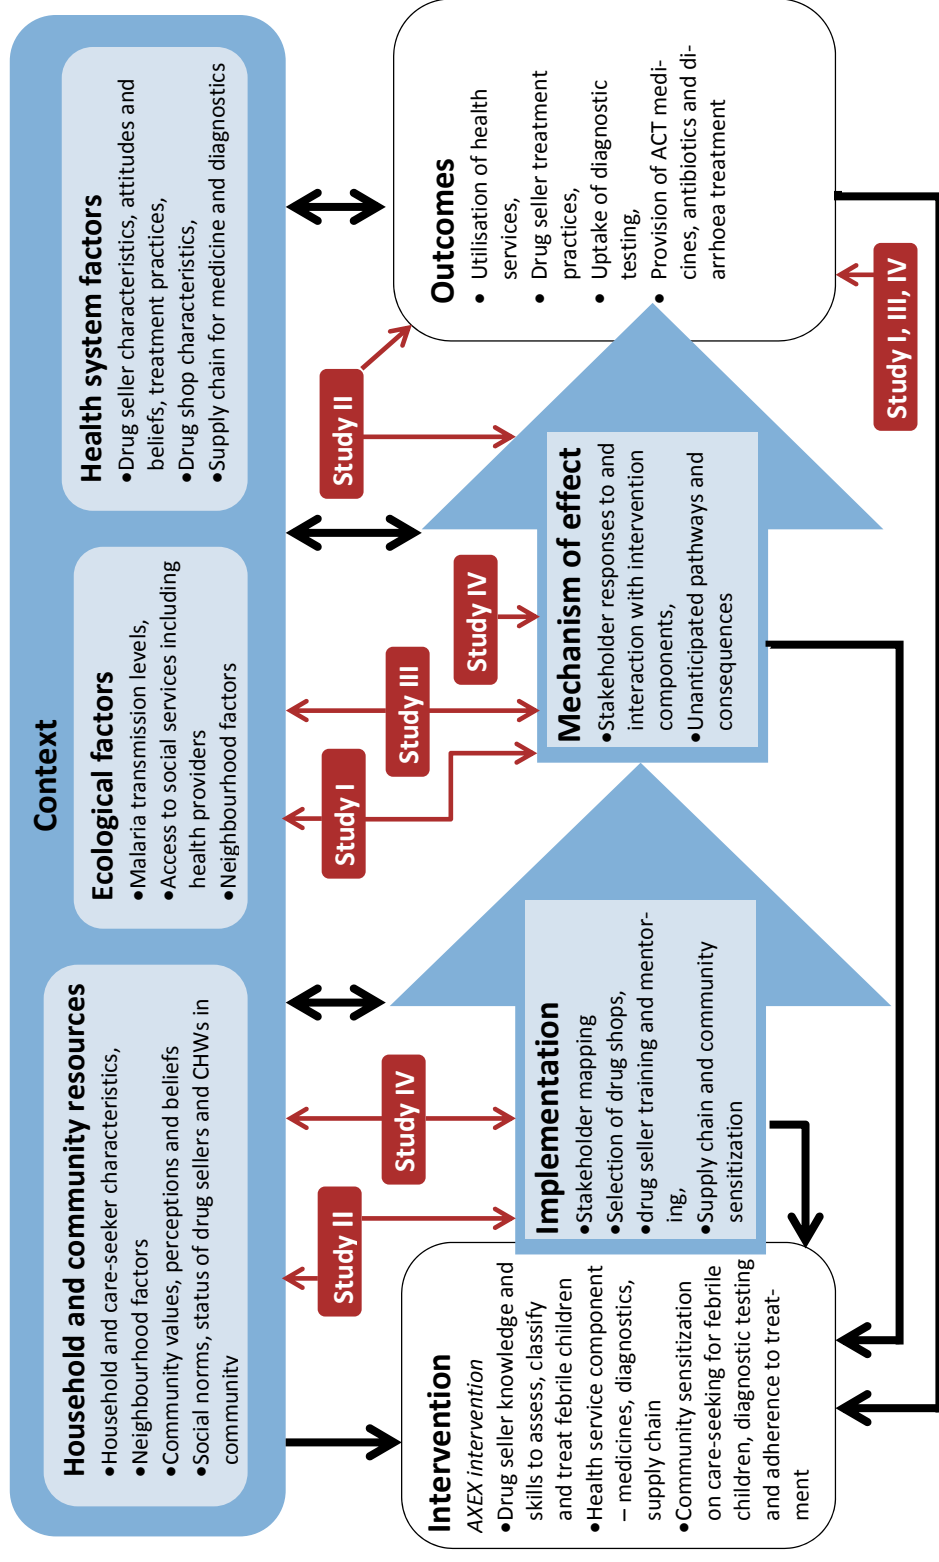 Context
Household and community resources
•Household and care-seeker characteristics,
•Neighbourhood factors
•Community values, perceptions and beliefs
•Social norms, status of drug sellers and CHWs in
community
Ecological factors
•Malaria transmission levels,
•Access to social services including
health providers
•Neighbourhood factors
Health system factors
•Drug seller characteristics, attitudes and
beliefs, treatment practices,
•Drug shop characteristics,
•Supply chain for medicine and diagnostics
Study II
Study IV
Study I
Study III
Study IV
Study II
Intervention
AXEX intervention
•Drug seller knowledge and
skills to assess, classify
and treat febrile children
•Health service component
– medicines, diagnostics,
supply chain
•Community sensitization
on care-seeking for febrile
children, diagnostic testing
and adherence to treat-
ment
Implementation
•Stakeholder mapping
•Selection of drug shops,
•drug seller training and mentor-
ing,
•Supply chain and community
sensitization
Mechanism of effect
•Stakeholder responses to and
interaction with intervention
components,
•Unanticipated pathways and
consequences
Outcomes
• Utilisation of health
services,
• Drug seller treatment
practices,
• Uptake of diagnostic
testing,
• Provision of ACT medi-
cines, antibiotics and di-
arrhoea treatment
Study I, III, IV